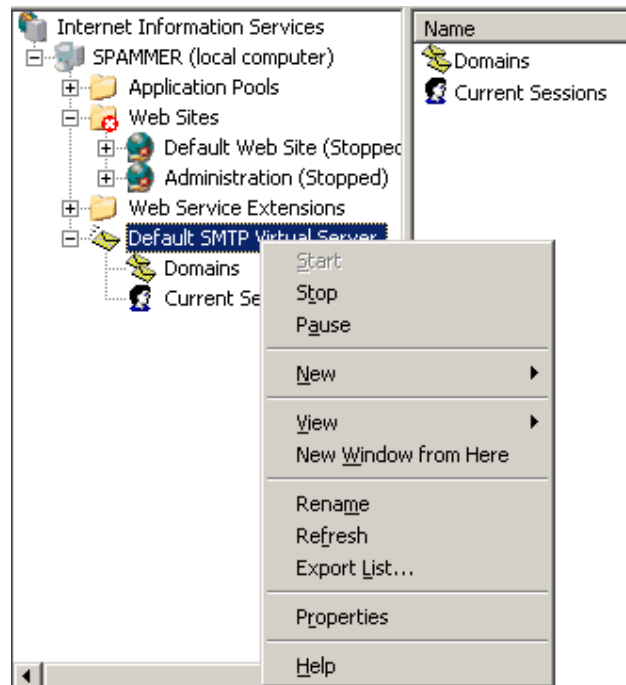 Internet Information Services
SPAMMER (local computer)
Application Pools
Web Sites
Default Web Site (Stopped
Administration (Stopped)
Web Service Extensions
Default SMTP Virtual Server
Domains
Current Se
Name
Domains
Current Sessions
Start
Stop
Pause
New
View
New Window from Here
Rename
Refresh
Export List...
Properties
Help